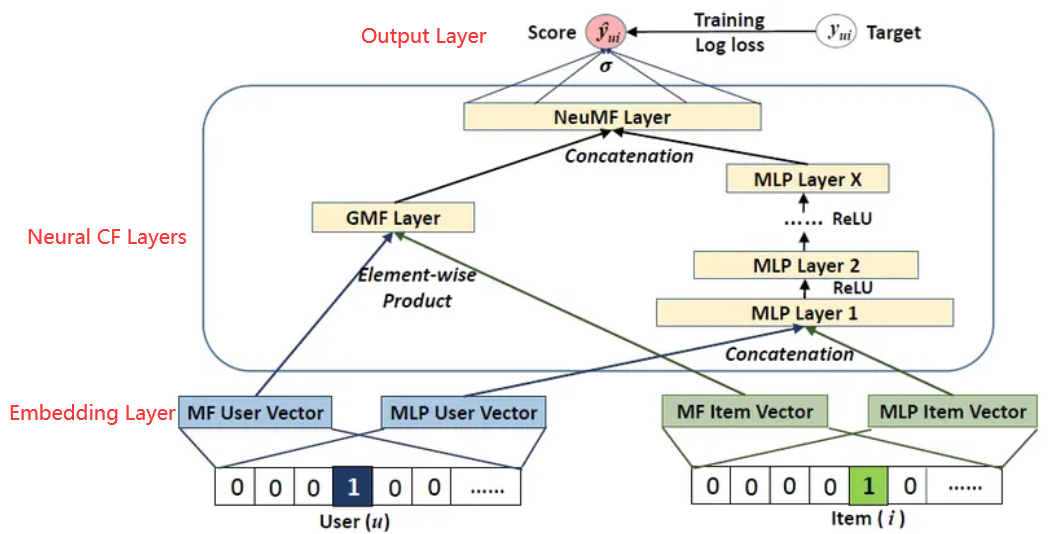 Output Layer
Score
ŷui
Training
Log loss
yui
Target
σ
NeuMF Layer
Concatenation
MLP Layer X
...... ReLU
GMF Layer
Neural CF Layers
Element-wise
Product
MLP Layer 2
ReLU
MLP Layer 1
Concatenation
Embedding Layer
MF User Vector
MLP User Vector
MF Item Vector
MLP Item Vector
0 0 0 1 0 0 ......
0 0 0 0 1 0 ......
User (u)
Item ( i )